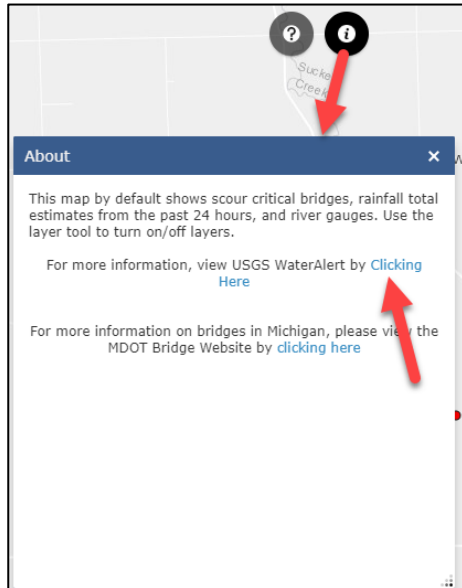 ?
i
Sucke
Creek
About
×
This map by default shows scour critical bridges, rainfall total
estimates from the past 24 hours, and river gauges. Use the
layer tool to turn on/off layers.
For more information, view USGS WaterAlert by Clicking
Here
For more information on bridges in Michigan, please view the
MDOT Bridge Website by clicking here